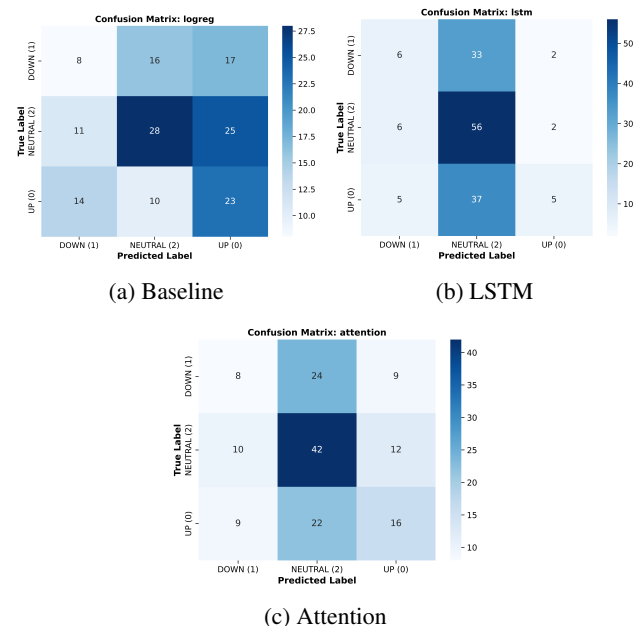 Confusion Matrix: logreg
True Label
DOWN (1)
NEUTRAL (2)
UP (0)
8 16 17
11 28 25
14 10 23
DOWN (1) NEUTRAL (2) UP (0)
Predicted Label
27.5
25.0
22.5
20.0
17.5
15.0
12.5
10.0
(a) Baseline
Confusion Matrix: lstm
True Label
DOWN (1)
NEUTRAL (2)
UP (0)
6 33 2
6 56 2
5 37 5
DOWN (1) NEUTRAL (2) UP (0)
Predicted Label
50
40
30
20
10
(b) LSTM
Confusion Matrix: attention
True Label
DOWN (1)
NEUTRAL (2)
UP (0)
8 24 9
10 42 12
9 22 16
DOWN (1) NEUTRAL (2) UP (0)
Predicted Label
40
35
30
25
20
15
10
(c) Attention